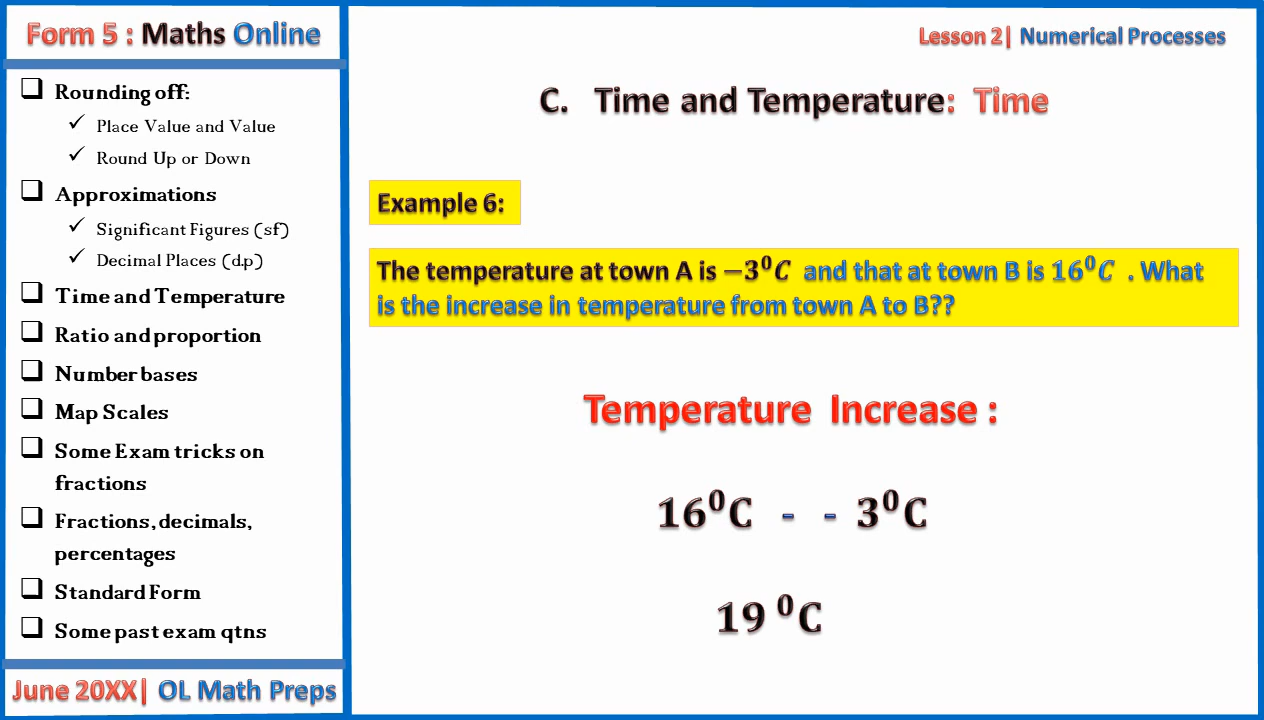 Form 5 : Maths Online
Rounding off:
Place Value and Value
Round Up or Down
Approximations
Significant Figures (sf)
Decimal Places (d.p)
Time and Temperature
Ratio and proportion
Number bases
Map Scales
Some Exam tricks on
fractions
Fractions, decimals,
percentages
Standard Form
Some past exam qtns
June 20XX| OL Math Preps
Lesson 2| Numerical Processes
C. Time and Temperature: Time
Example 6:
The temperature at town A is −3⁰C and that at town B is 16⁰C . What
is the increase in temperature from town A to B??
Temperature Increase :
16⁰C - - 3⁰C
19 ⁰C